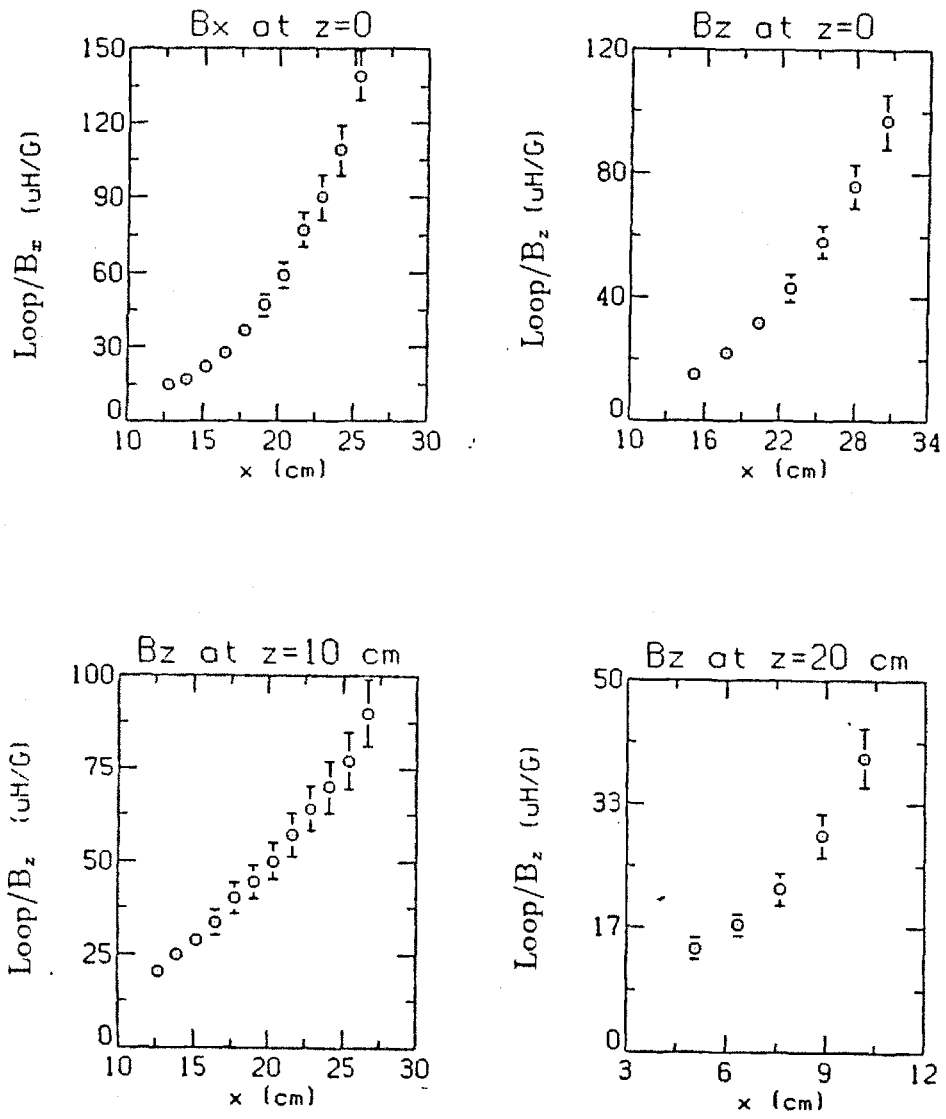 Bx at z=0
150
120
90
60
30
0
Loop/Bx (uH/G)
10 15 20 25 30
x (cm)
Bz at z=0
120
80
40
0
Loop/Bz (uH/G)
10 16 22 28 34
x (cm)
Bz at z=10 cm
100
75
50
25
0
Loop/Bz (uH/G)
10 15 20 25 30
x (cm)
Bz at z=20 cm
50
33
17
0
Loop/Bz (uH/G)
3 6 9 12
x (cm)